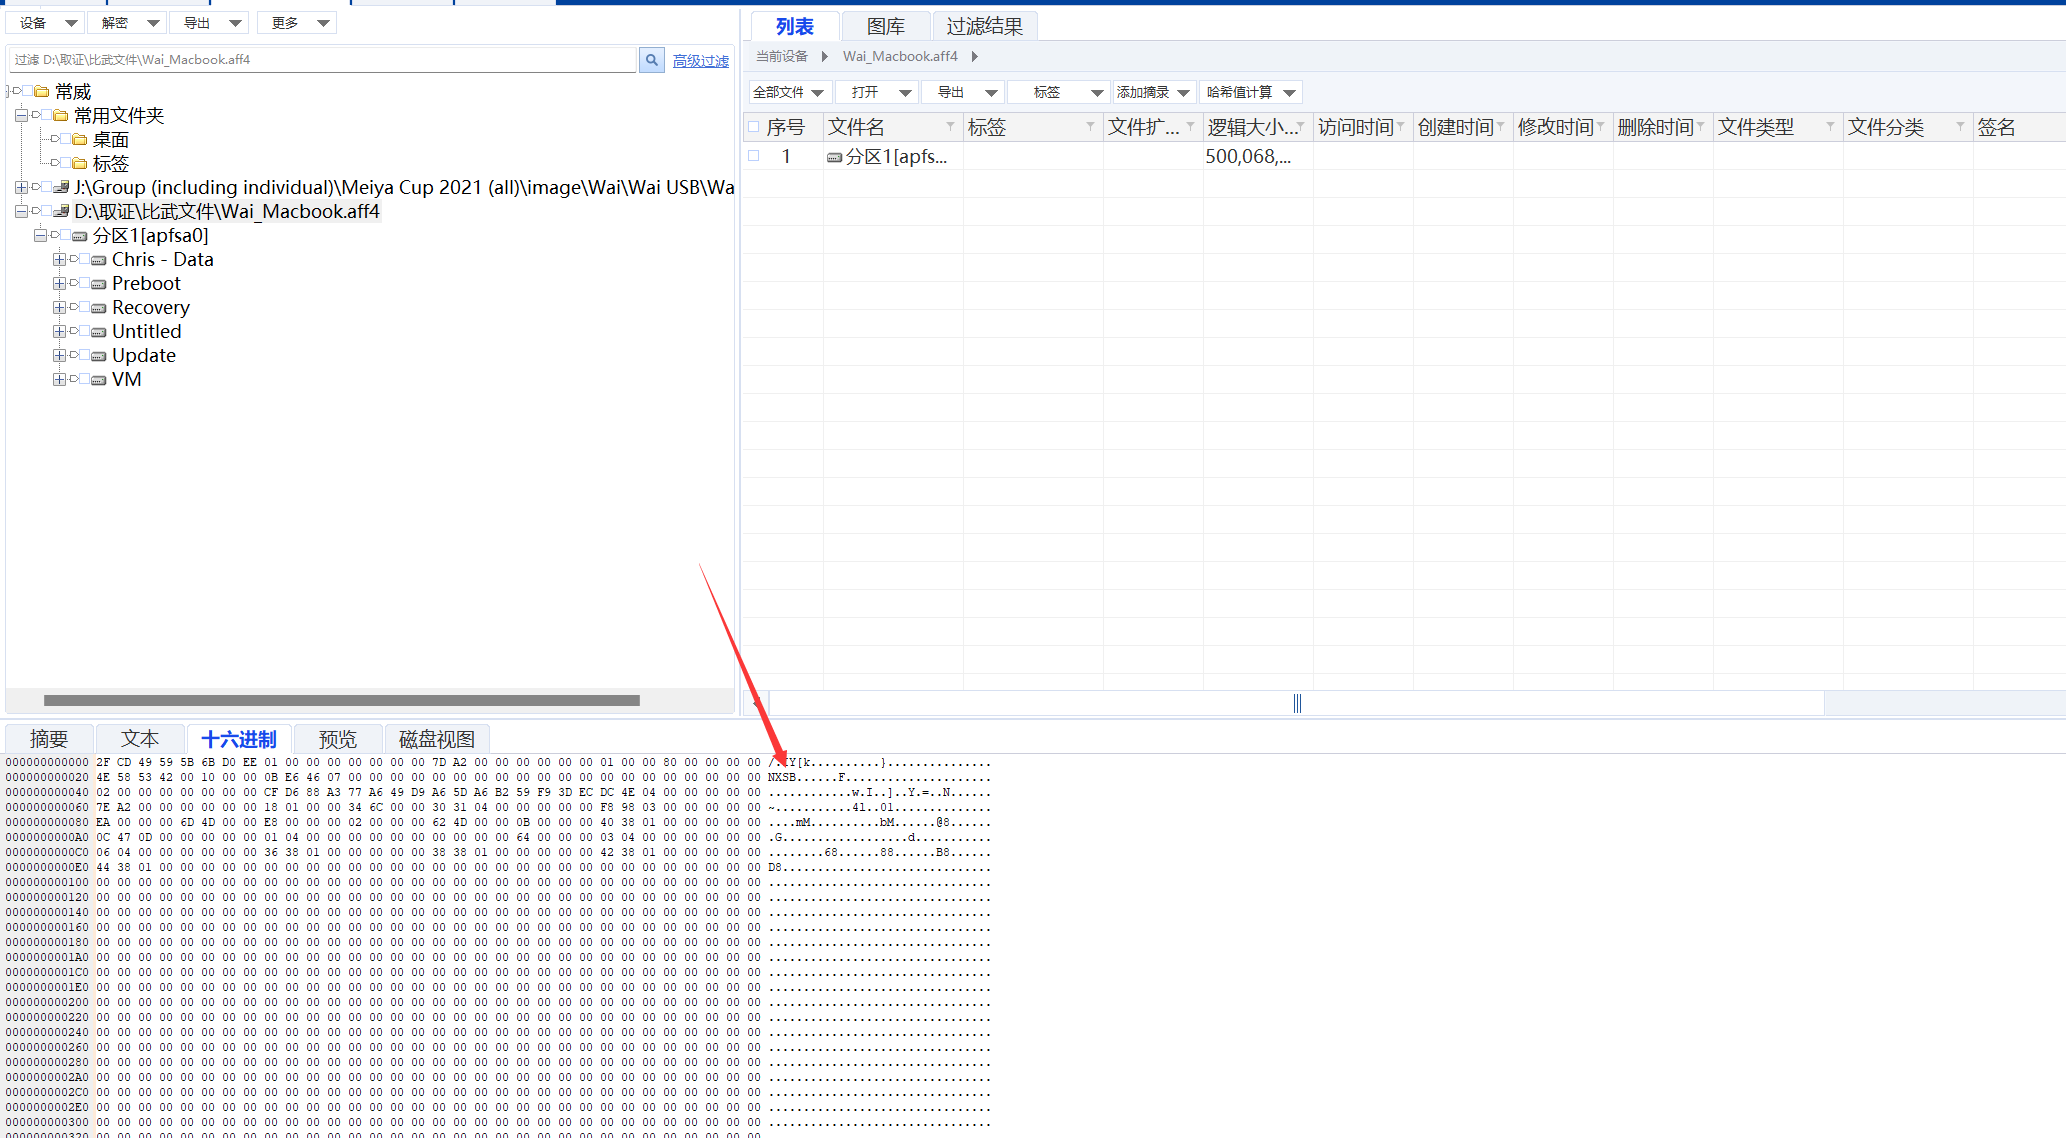 设备 解密 导出 更多
过滤 D:\取证\比武文件\Wai_Macbook.aff4 高级过滤
常威
常用文件夹
桌面
标签
J:\Group (including individual)\Meiya Cup 2021 (all)\image\Wai\Wai USB\Wa
D:\取证\比武文件\Wai_Macbook.aff4
分区1[apfsa0]
Chris - Data
Preboot
Recovery
Untitled
Update
VM
列表 图库 过滤结果
当前设备 Wai_Macbook.aff4
全部文件 打开 导出 标签 添加摘录 哈希值计算
序号 文件名 标签 文件扩... 逻辑大小... 访问时间 创建时间 修改时间 删除时间 文件类型 文件分类 签名
1 分区1[apfs... 500,068,...
摘要 文本 十六进制 预览 磁盘视图
000000000000 2F CD 49 59 5B 6B D0 EE 01 00 00 00 00 00 00 00 7D A2 00 00 00 00 00 00 01 00 00 80 00 00 00 00
000000000020 4E 58 53 42 00 10 00 00 0B E6 46 07 00 00 00 00 00 00 00 00 00 00 00 00 00 00 00 00 00 00 00 00 NXSB......F.....................
000000000040 02 00 00 00 00 00 00 00 CF D6 88 A3 77 A6 49 D9 A6 5D A6 B2 59 F9 3D EC DC 4E 04 00 00 00 00 00 ............w.I..]..Y.=..N......
000000000060 7E A2 00 00 00 00 00 00 18 01 00 00 34 6C 00 00 30 31 04 00 00 00 00 00 F8 98 03 00 00 00 00 00 ~...........4l..01..............
000000000080 EA 00 00 00 6D 4D 00 00 E8 00 00 00 02 00 00 00 62 4D 00 00 0B 00 00 00 40 38 01 00 00 00 00 00 ....mM..........bM......@8......
0000000000A0 0C 47 0D 00 00 00 00 00 01 04 00 00 00 00 00 00 00 00 00 00 64 00 00 00 03 04 00 00 00 00 00 00 .G..................d...........
0000000000C0 06 04 00 00 00 00 00 00 36 38 01 00 00 00 00 00 38 38 01 00 00 00 00 00 42 38 01 00 00 00 00 00 ........68......88......B8......
0000000000E0 44 38 01 00 00 00 00 00 00 00 00 00 00 00 00 00 00 00 00 00 00 00 00 00 00 00 00 00 00 00 00 00 D8..............................
000000000100 00 00 00 00 00 00 00 00 00 00 00 00 00 00 00 00 00 00 00 00 00 00 00 00 00 00 00 00 00 00 00 00 ................................
000000000120 00 00 00 00 00 00 00 00 00 00 00 00 00 00 00 00 00 00 00 00 00 00 00 00 00 00 00 00 00 00 00 00 ................................
000000000140 00 00 00 00 00 00 00 00 00 00 00 00 00 00 00 00 00 00 00 00 00 00 00 00 00 00 00 00 00 00 00 00 ................................
000000000160 00 00 00 00 00 00 00 00 00 00 00 00 00 00 00 00 00 00 00 00 00 00 00 00 00 00 00 00 00 00 00 00 ................................
000000000180 00 00 00 00 00 00 00 00 00 00 00 00 00 00 00 00 00 00 00 00 00 00 00 00 00 00 00 00 00 00 00 00 ................................
0000000001A0 00 00 00 00 00 00 00 00 00 00 00 00 00 00 00 00 00 00 00 00 00 00 00 00 00 00 00 00 00 00 00 00 ................................
0000000001C0 00 00 00 00 00 00 00 00 00 00 00 00 00 00 00 00 00 00 00 00 00 00 00 00 00 00 00 00 00 00 00 00 ................................
0000000001E0 00 00 00 00 00 00 00 00 00 00 00 00 00 00 00 00 00 00 00 00 00 00 00 00 00 00 00 00 00 00 00 00 ................................
000000000200 00 00 00 00 00 00 00 00 00 00 00 00 00 00 00 00 00 00 00 00 00 00 00 00 00 00 00 00 00 00 00 00 ................................
000000000220 00 00 00 00 00 00 00 00 00 00 00 00 00 00 00 00 00 00 00 00 00 00 00 00 00 00 00 00 00 00 00 00 ................................
000000000240 00 00 00 00 00 00 00 00 00 00 00 00 00 00 00 00 00 00 00 00 00 00 00 00 00 00 00 00 00 00 00 00 ................................
000000000260 00 00 00 00 00 00 00 00 00 00 00 00 00 00 00 00 00 00 00 00 00 00 00 00 00 00 00 00 00 00 00 00 ................................
000000000280 00 00 00 00 00 00 00 00 00 00 00 00 00 00 00 00 00 00 00 00 00 00 00 00 00 00 00 00 00 00 00 00 ................................
0000000002A0 00 00 00 00 00 00 00 00 00 00 00 00 00 00 00 00 00 00 00 00 00 00 00 00 00 00 00 00 00 00 00 00 ................................
0000000002C0 00 00 00 00 00 00 00 00 00 00 00 00 00 00 00 00 00 00 00 00 00 00 00 00 00 00 00 00 00 00 00 00 ................................
0000000002E0 00 00 00 00 00 00 00 00 00 00 00 00 00 00 00 00 00 00 00 00 00 00 00 00 00 00 00 00 00 00 00 00 ................................
000000000300 00 00 00 00 00 00 00 00 00 00 00 00 00 00 00 00 00 00 00 00 00 00 00 00 00 00 00 00 00 00 00 00 ................................